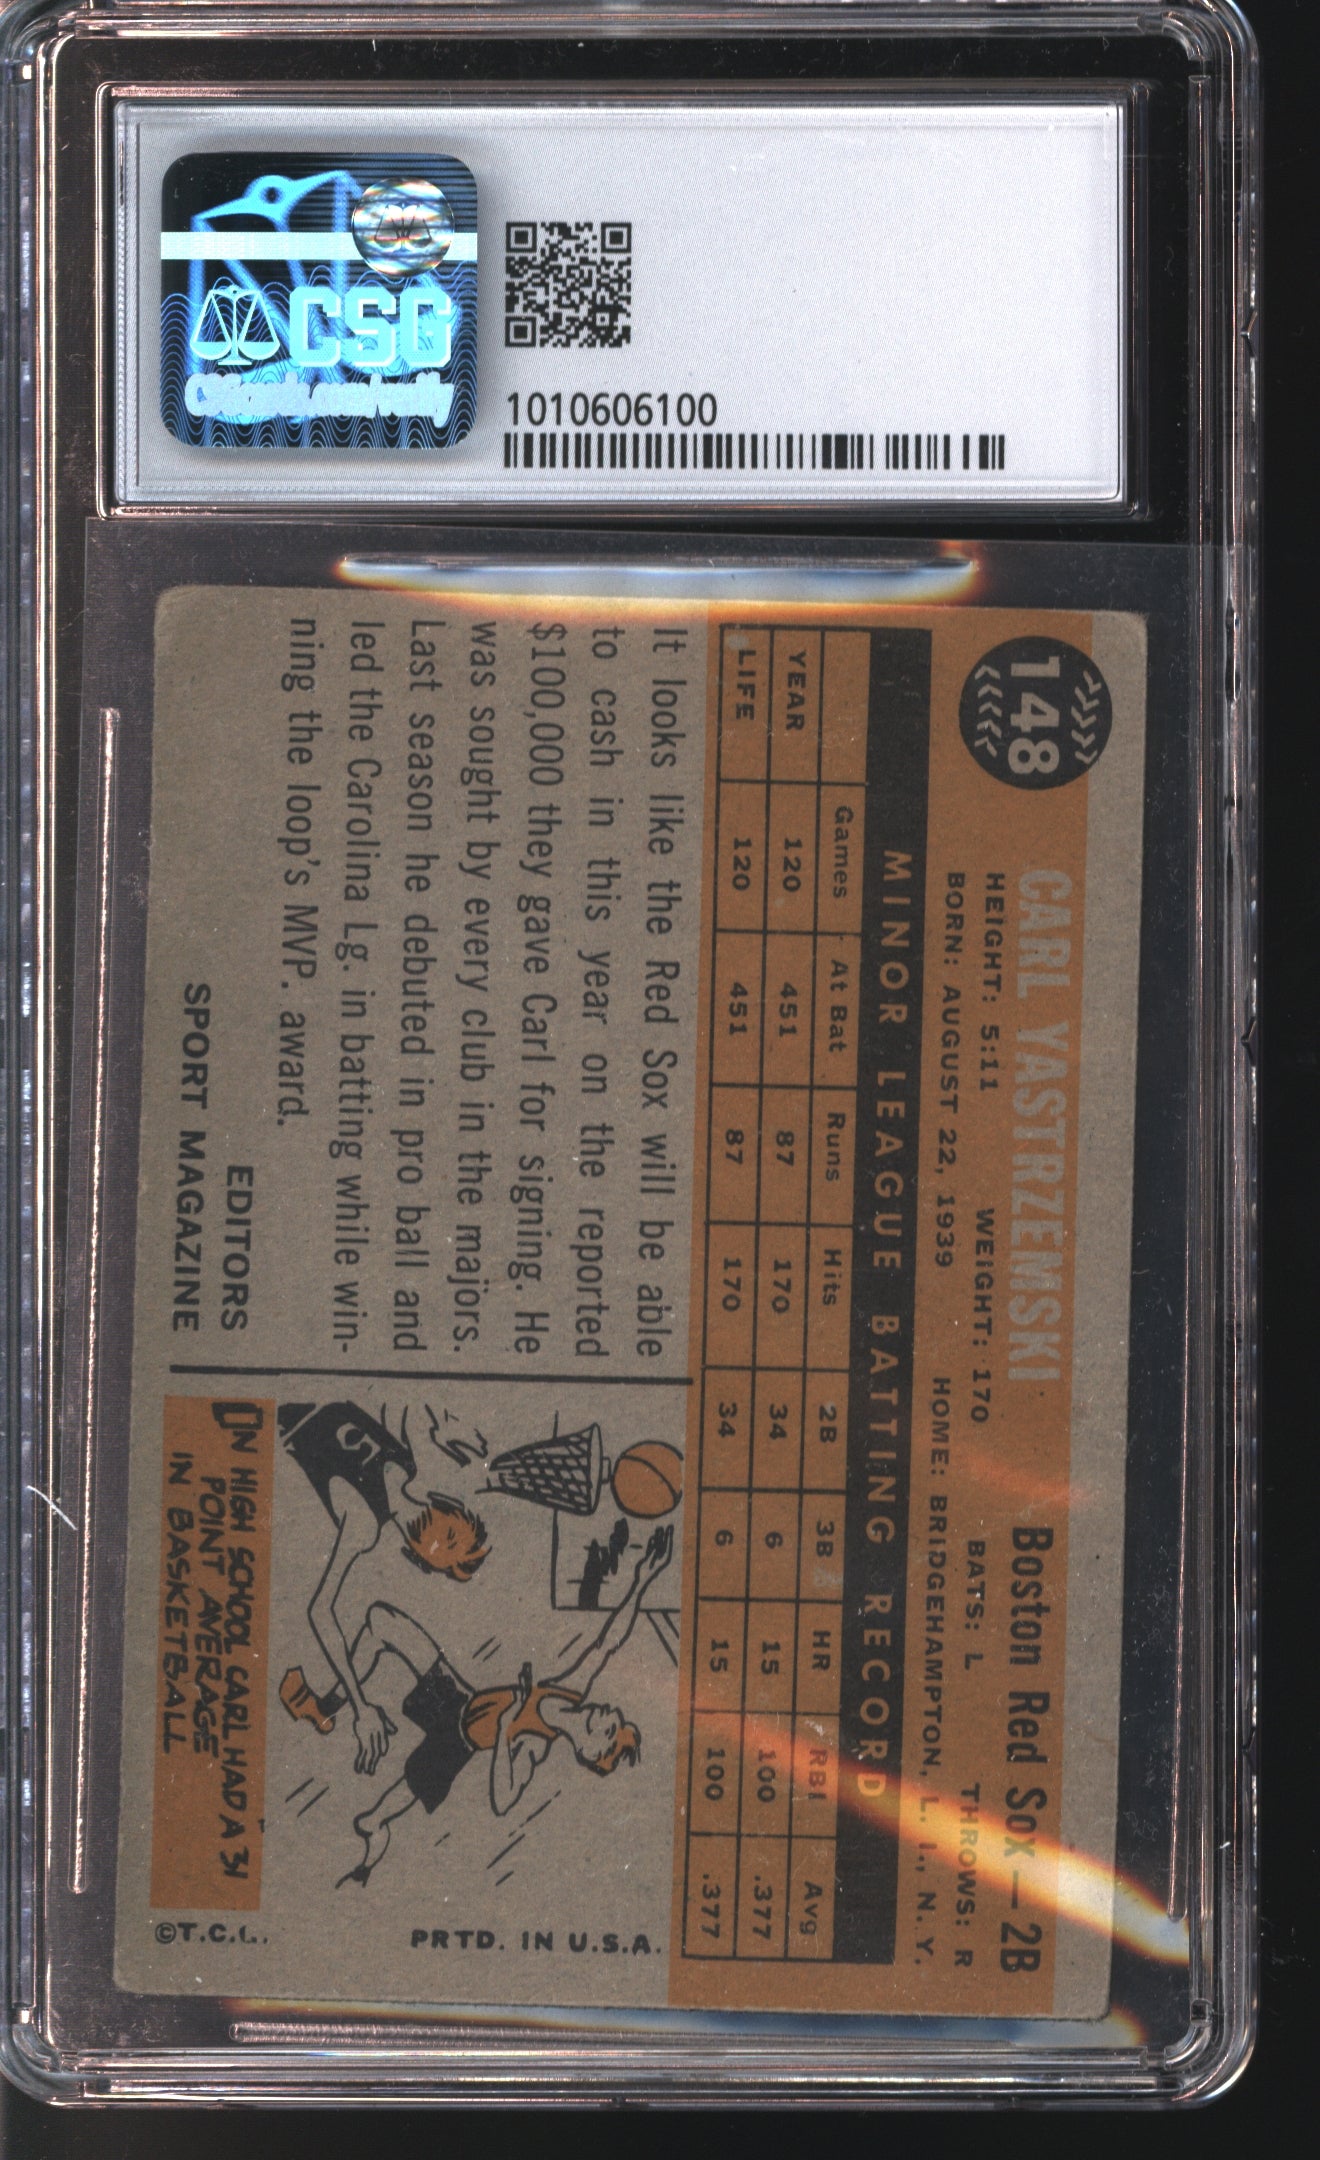 CSG
CSGcards.com/verify
1010606100
148
CARL YASTRZEMSKI
Boston Red Sox — 2B
HEIGHT: 5:11 WEIGHT: 170 BATS: L THROWS: R
BORN: AUGUST 22, 1939 HOME: BRIDGEHAMPTON, L. I., N. Y.
MINOR LEAGUE BATTING RECORD
Games At Bat Runs Hits 2B 3B HR RBI Avg
YEAR 120 451 87 170 34 6 15 100 .377
LIFE 120 451 87 170 34 6 15 100 .377
It looks like the Red Sox will be able
to cash in this year on the reported
$100,000 they gave Carl for signing. He
was sought by every club in the majors.
Last season he debuted in pro ball and
led the Carolina Lg. in batting while win-
ning the loop's MVP. award.
EDITORS
SPORT MAGAZINE
5
IN HIGH SCHOOL CARL HAD A 31
POINT AVERAGE
IN BASKETBALL
PRTD. IN U.S.A.
©T.C.G.